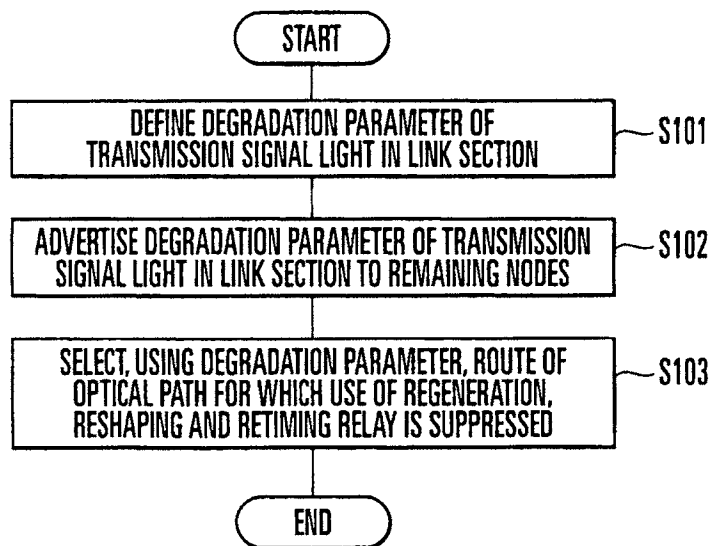 START
DEFINE DEGRADATION PARAMETER OF
TRANSMISSION SIGNAL LIGHT IN LINK SECTION
S101
ADVERTISE DEGRADATION PARAMETER OF TRANSMISSION
SIGNAL LIGHT IN LINK SECTION TO REMAINING NODES
S102
SELECT, USING DEGRADATION PARAMETER, ROUTE OF
OPTICAL PATH FOR WHICH USE OF REGENERATION,
RESHAPING AND RETIMING RELAY IS SUPPRESSED
S103
END